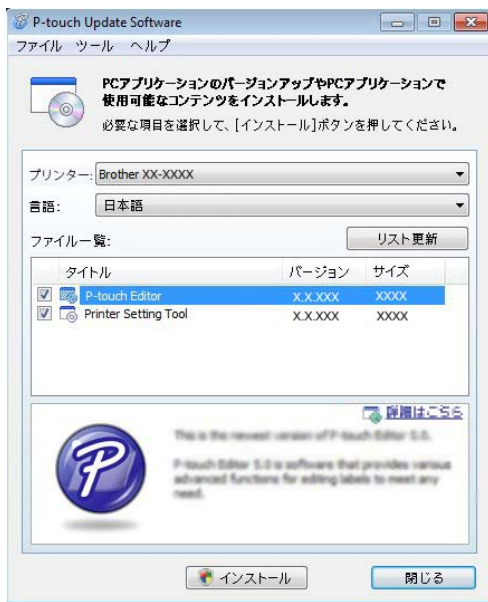 P-touch Update Software
ファイル ツール ヘルプ
PCアプリケーションのバージョンアップやPCアプリケーションで
使用可能なコンテンツをインストールします。
必要な項目を選択して、[インストール]ボタンを押してください。
プリンター: Brother XX-XXXX
言語: 日本語
ファイル一覧: リスト更新
タイトル バージョン サイズ
P-touch Editor X.X.XXX XXXX
Printer Setting Tool X.X.XXX XXXX
詳細はこちら
This is the newest version of P-touch Editor 5.0.
P-touch Editor 5.0 is software that provides various
advanced functions for editing labels to meet any
need.
P
インストール 閉じる